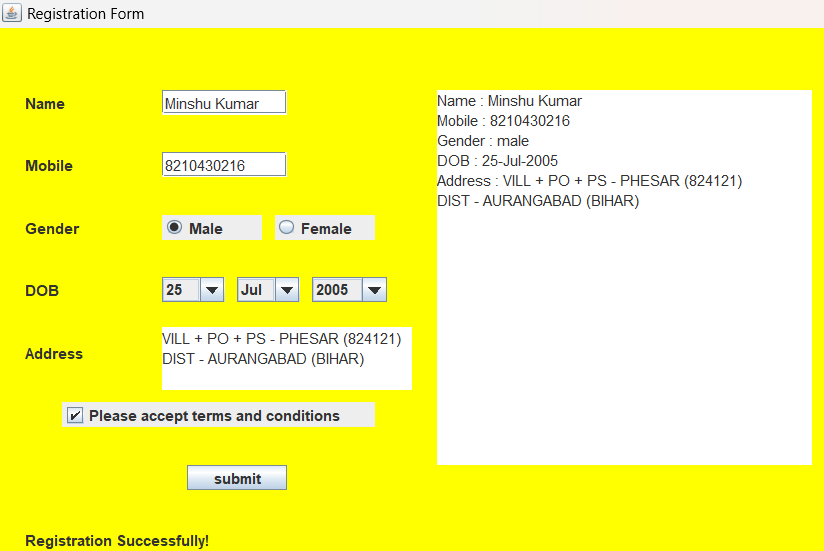 Registration Form
Name
Minshu Kumar
Mobile
8210430216
Gender
Male
Female
DOB
25
Jul
2005
Address
VILL + PO + PS - PHESAR (824121)
DIST - AURANGABAD (BIHAR)
Please accept terms and conditions
submit
Registration Successfully!
Name : Minshu Kumar
Mobile : 8210430216
Gender : male
DOB : 25-Jul-2005
Address : VILL + PO + PS - PHESAR (824121)
DIST - AURANGABAD (BIHAR)